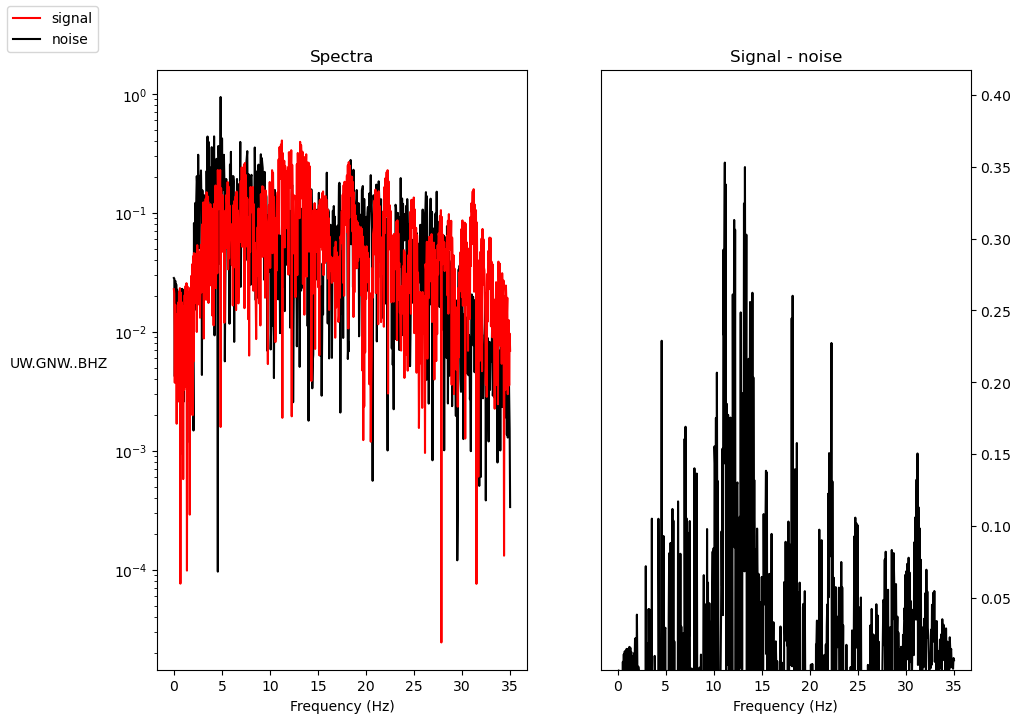 signal
noise
Spectra
Signal - noise
UW.GNW..BHZ
10⁰
10⁻¹
10⁻²
10⁻³
10⁻⁴
0 5 10 15 20 25 30 35
Frequency (Hz)
0.40
0.35
0.30
0.25
0.20
0.15
0.10
0.05
0 5 10 15 20 25 30 35
Frequency (Hz)